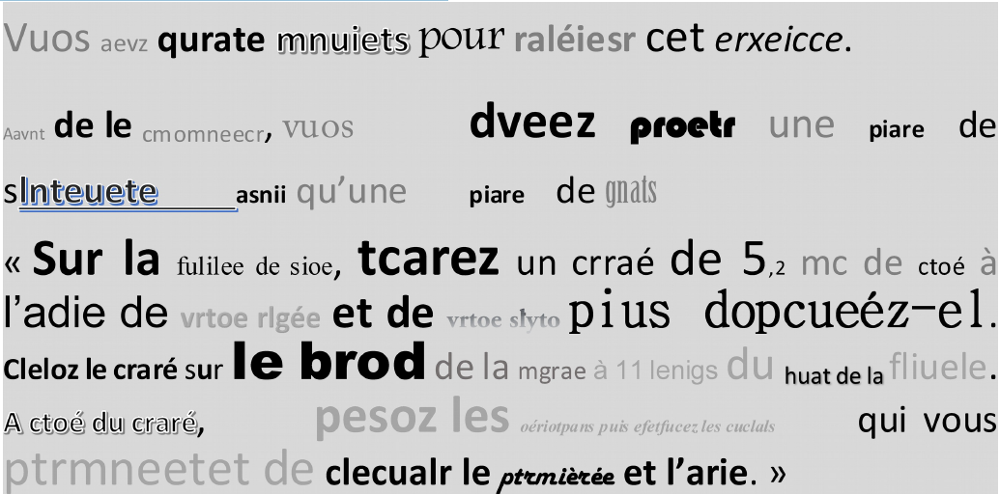 Vuos aevz qurate mnuiets pour raléiesr cet erxeicce.
Aavnt de le cmomneecr, vuos dveez proetr une piare de
slnteuete asnii qu’une piare de gnats
« Sur la fulilee de sioe, tcarez un crraé de 5,2 mc de ctoé à
l’adie de vrtoe rlgée et de vrtoe slyto pius dopcueéz-el.
Cleloz le craré sur le brod de la mgrae à 11 lenigs du huat de la fliuele.
A ctoé du craré, pesoz les oériotpans puis efetfucez les cuclals qui vous
ptrmneetet de clecualr le ptrmièrée et l’arie. »